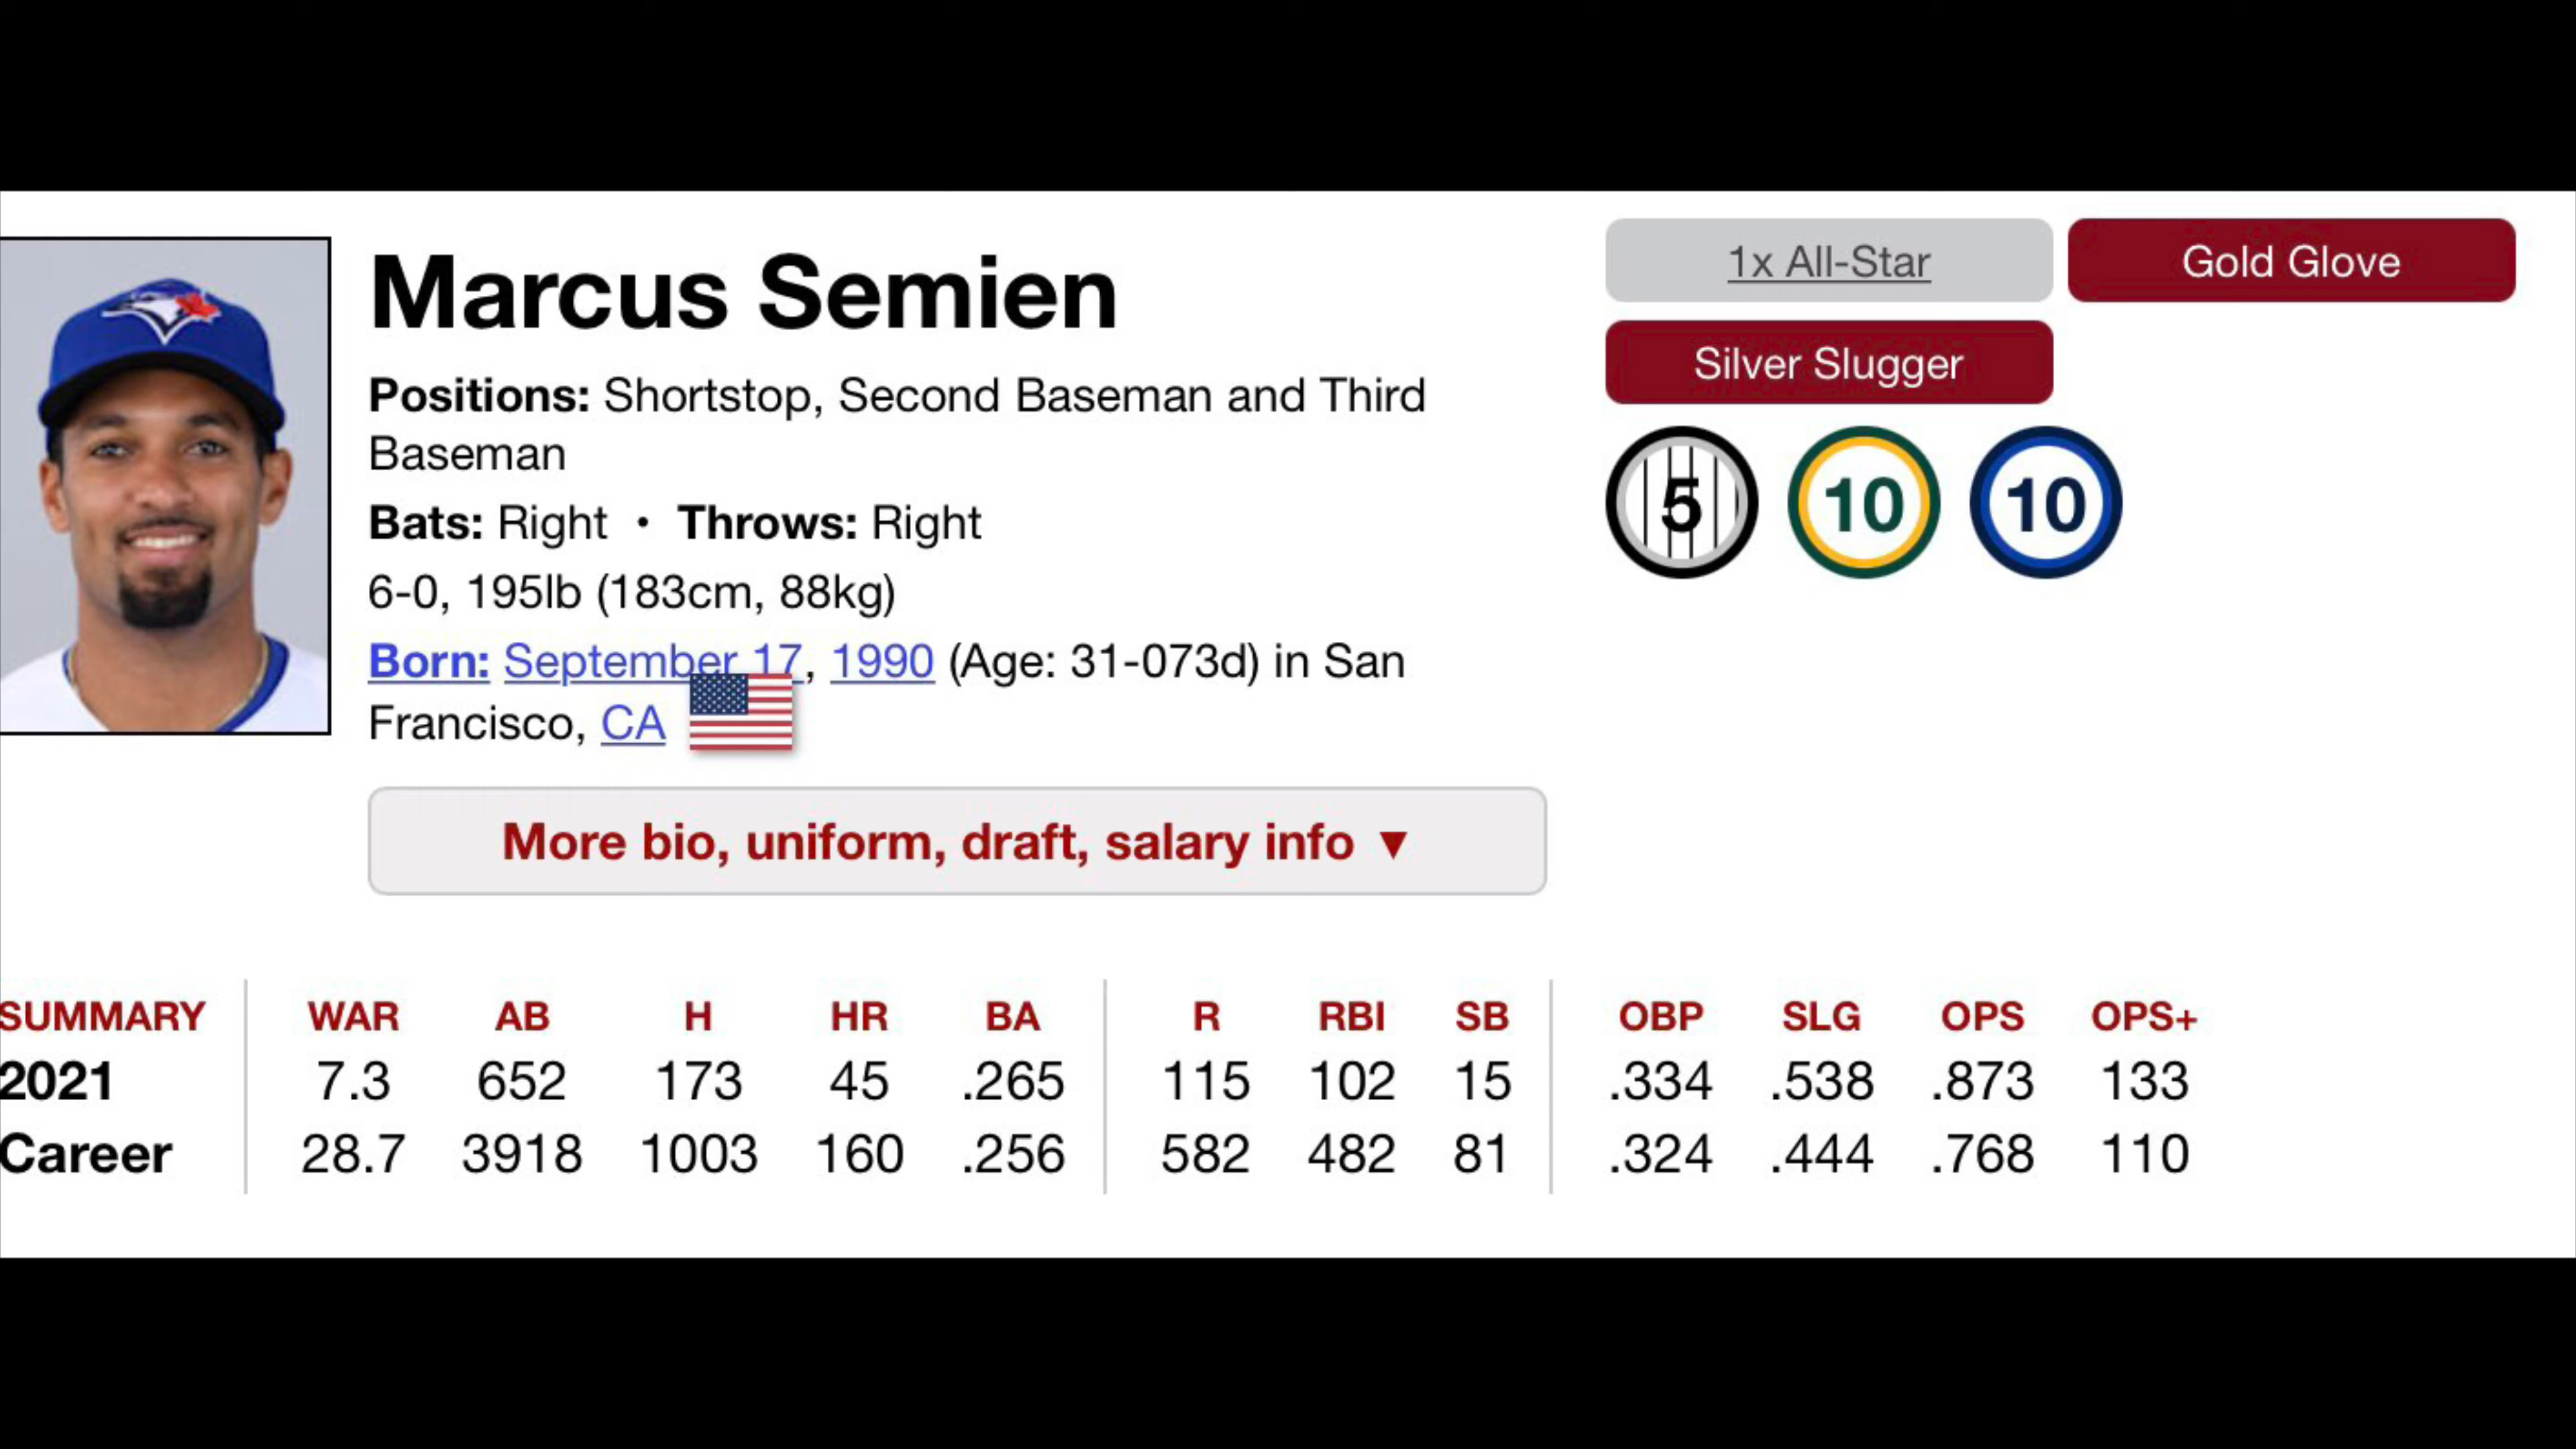 Marcus Semien
Positions: Shortstop, Second Baseman and Third
Baseman
Bats: Right • Throws: Right
6-0, 195lb (183cm, 88kg)
Born: September 17, 1990 (Age: 31-073d) in San
Francisco, CA
More bio, uniform, draft, salary info ▼
1x All-Star Gold Glove
Silver Slugger
5 10 10
SUMMARY WAR AB H HR BA R RBI SB OBP SLG OPS OPS+
2021 7.3 652 173 45 .265 115 102 15 .334 .538 .873 133
Career 28.7 3918 1003 160 .256 582 482 81 .324 .444 .768 110